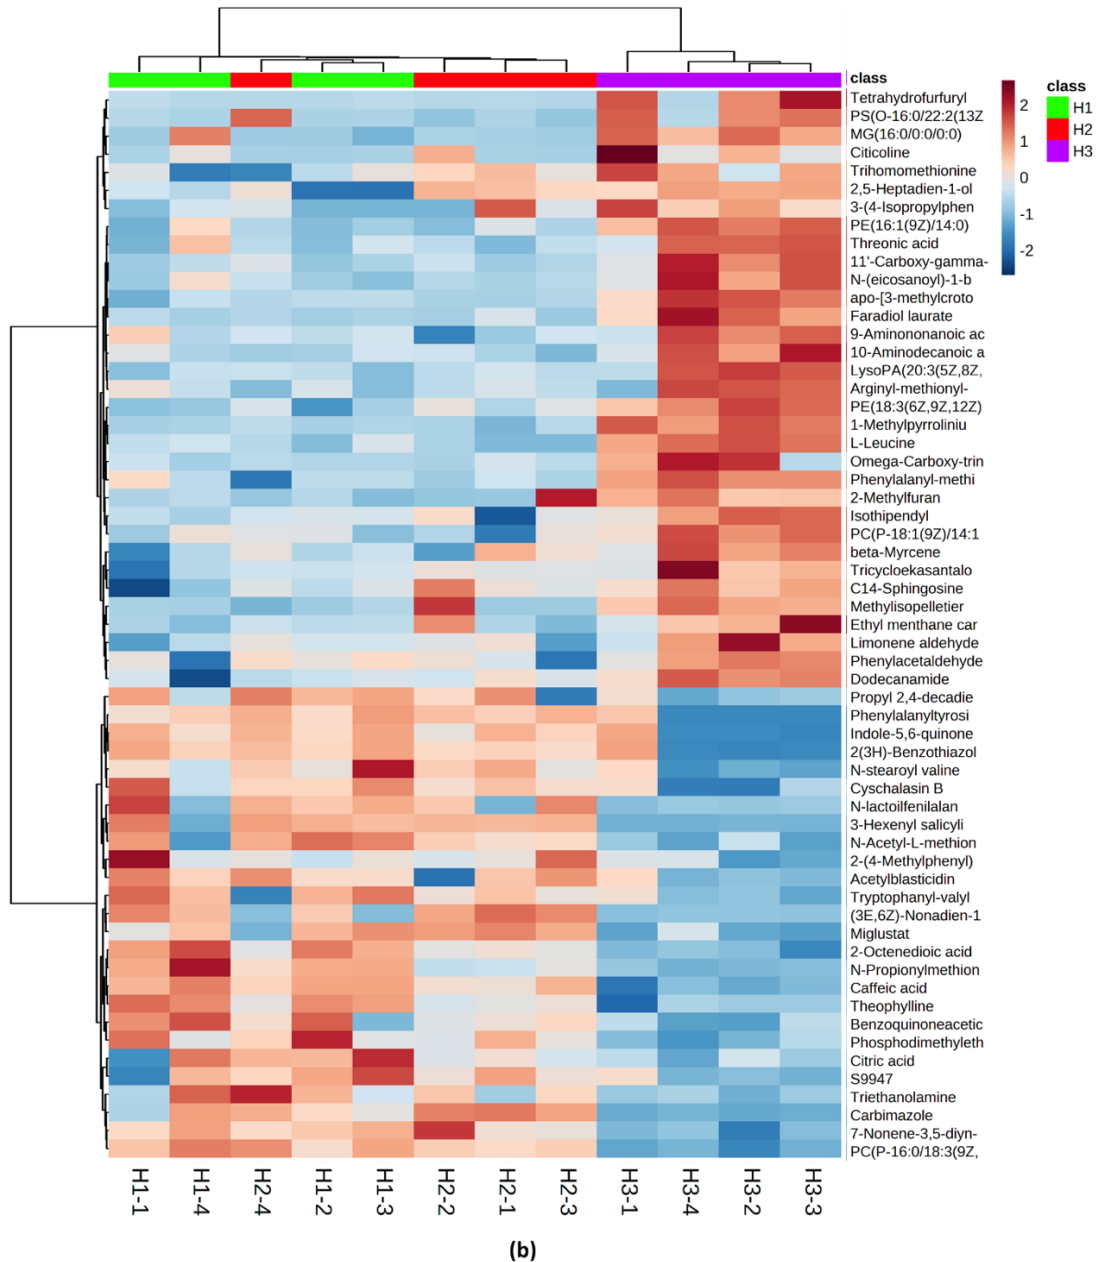 class
Tetrahydrofurfuryl
PS(O-16:0/22:2(13Z
MG(16:0/0:0/0:0)
Citicoline
Trihomomethionine
2,5-Heptadien-1-ol
3-(4-Isopropylphen
PE(16:1(9Z)/14:0)
Threonic acid
11'-Carboxy-gamma-
N-(eicosanoyl)-1-b
apo-[3-methylcroto
Faradiol laurate
9-Aminononanoic ac
10-Aminodecanoic a
LysoPA(20:3(5Z,8Z,
Arginyl-methionyl-
PE(18:3(6Z,9Z,12Z)
1-Methylpyrroliniu
L-Leucine
Omega-Carboxy-trin
Phenylalanyl-methi
2-Methylfuran
Isothipendyl
PC(P-18:1(9Z)/14:1
beta-Myrcene
Tricycloekasantalo
C14-Sphingosine
Methylisopelletier
Ethyl menthane car
Limonene aldehyde
Phenylacetaldehyde
Dodecanamide
Propyl 2,4-decadie
Phenylalanyltyrosi
Indole-5,6-quinone
2(3H)-Benzothiazol
N-stearoyl valine
Cyschalasin B
N-lactoilfenilalan
3-Hexenyl salicyli
N-Acetyl-L-methion
2-(4-Methylphenyl)
Acetylblasticidin
Tryptophanyl-valyl
(3E,6Z)-Nonadien-1
Miglustat
2-Octenedioic acid
N-Propionylmethion
Caffeic acid
Theophylline
Benzoquinoneacetic
Phosphodimethyleth
Citric acid
S9947
Triethanolamine
Carbimazole
7-Nonene-3,5-diyn-
PC(P-16:0/18:3(9Z,
2
1
0
-1
-2
class
H1
H2
H3
H1-1
H1-4
H2-4
H1-2
H1-3
H2-2
H2-1
H2-3
H3-1
H3-4
H3-2
H3-3
(b)